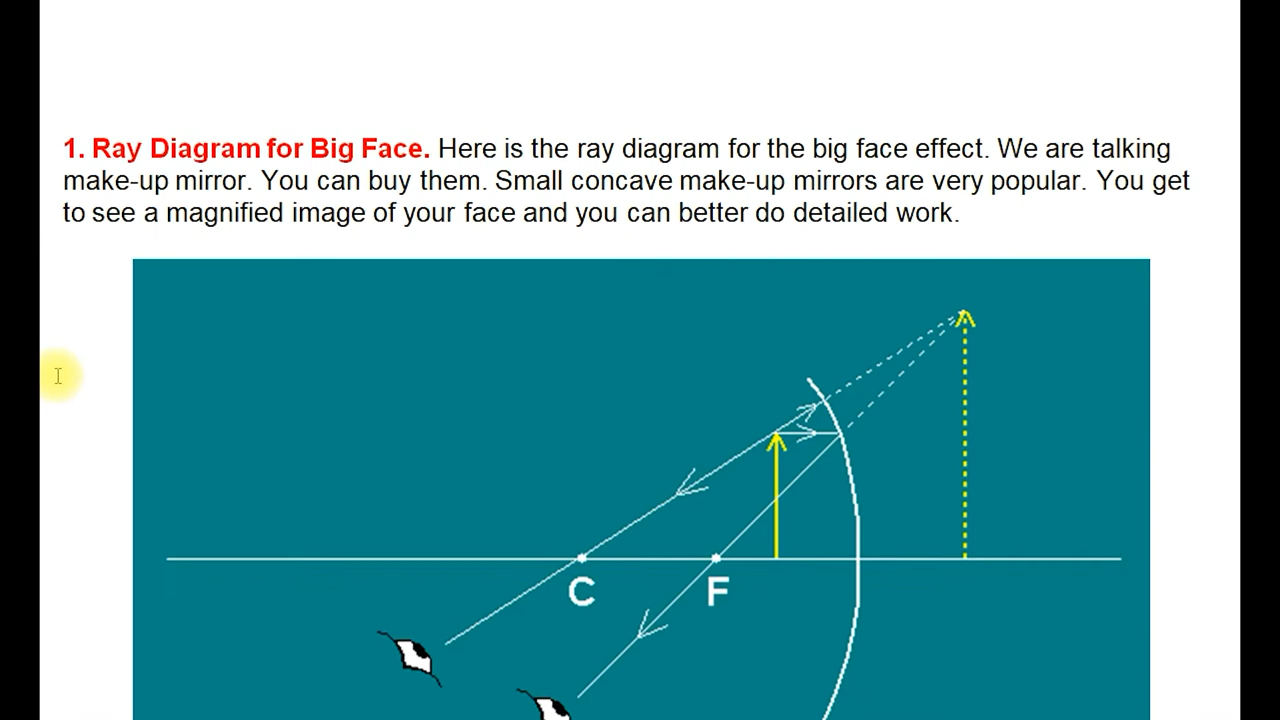 1. Ray Diagram for Big Face. Here is the ray diagram for the big face effect. We are talking
make-up mirror. You can buy them. Small concave make-up mirrors are very popular. You get
to see a magnified image of your face and you can better do detailed work.
C F